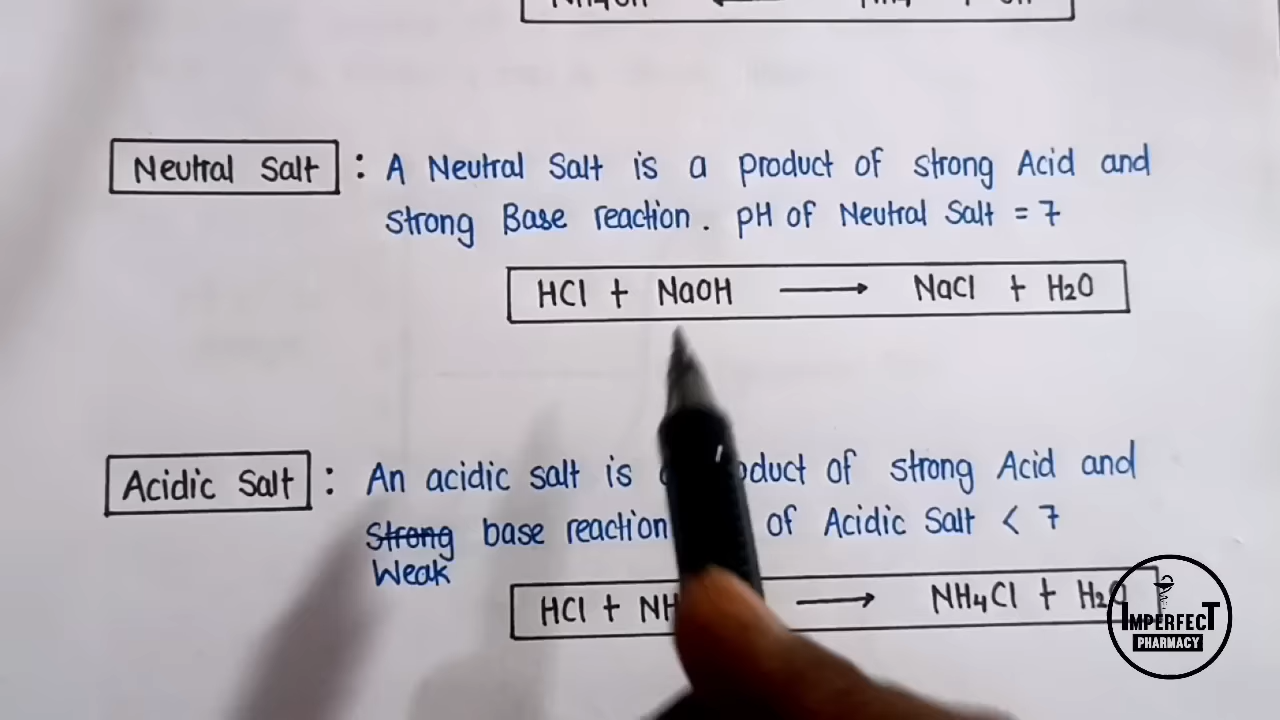 Neutral Salt : A Neutral Salt is a product of strong Acid and
strong Base reaction. pH of Neutral Salt = 7
HCl + NaOH ⟶ NaCl + H₂O
Acidic Salt : An acidic salt is product of strong Acid and
Strong base reaction of Acidic Salt < 7
Weak
HCl + NH ⟶ NH₄Cl + H₂O
IMPERFECT
PHARMACY